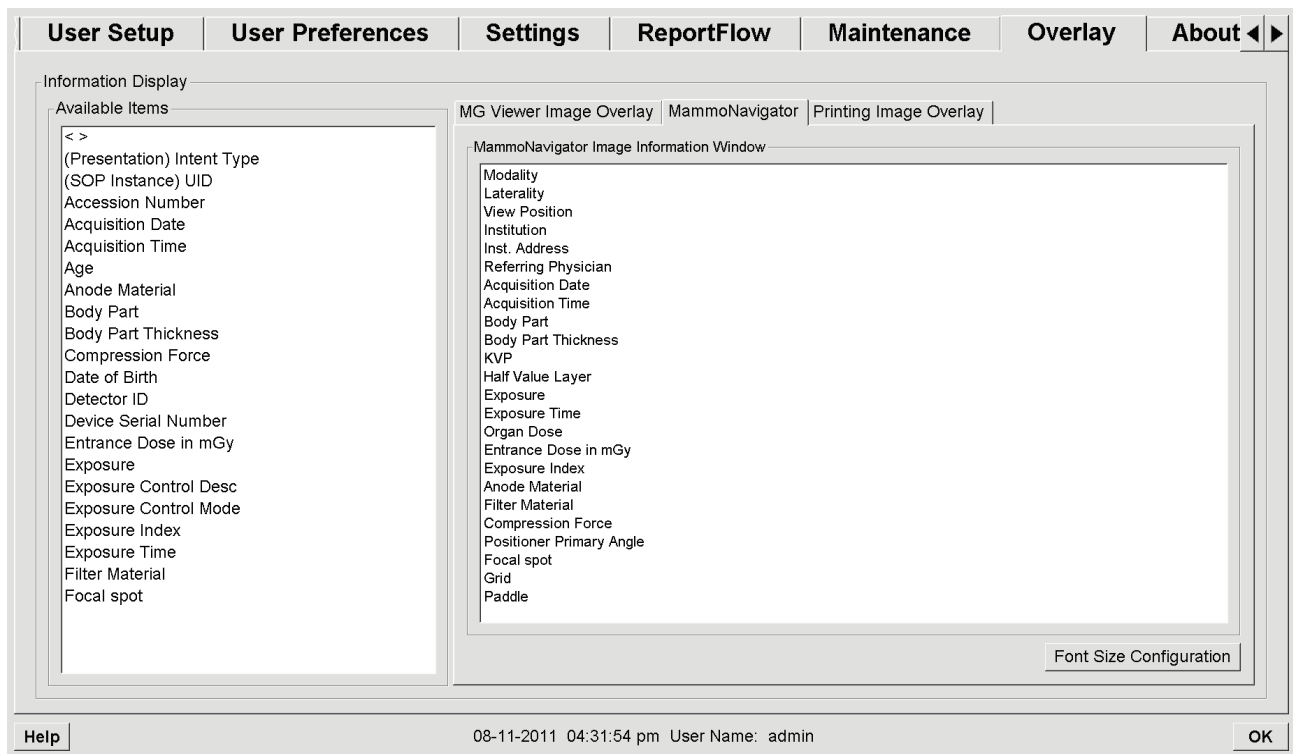 User Setup User Preferences Settings ReportFlow Maintenance Overlay About
Information Display
Available Items
< >
(Presentation) Intent Type
(SOP Instance) UID
Accession Number
Acquisition Date
Acquisition Time
Age
Anode Material
Body Part
Body Part Thickness
Compression Force
Date of Birth
Detector ID
Device Serial Number
Entrance Dose in mGy
Exposure
Exposure Control Desc
Exposure Control Mode
Exposure Index
Exposure Time
Filter Material
Focal spot
MG Viewer Image Overlay MammoNavigator Printing Image Overlay
MammoNavigator Image Information Window
Modality
Laterality
View Position
Institution
Inst. Address
Referring Physician
Acquisition Date
Acquisition Time
Body Part
Body Part Thickness
KVP
Half Value Layer
Exposure
Exposure Time
Organ Dose
Entrance Dose in mGy
Exposure Index
Anode Material
Filter Material
Compression Force
Positioner Primary Angle
Focal spot
Grid
Paddle
Font Size Configuration
Help 08-11-2011 04:31:54 pm User Name: admin OK